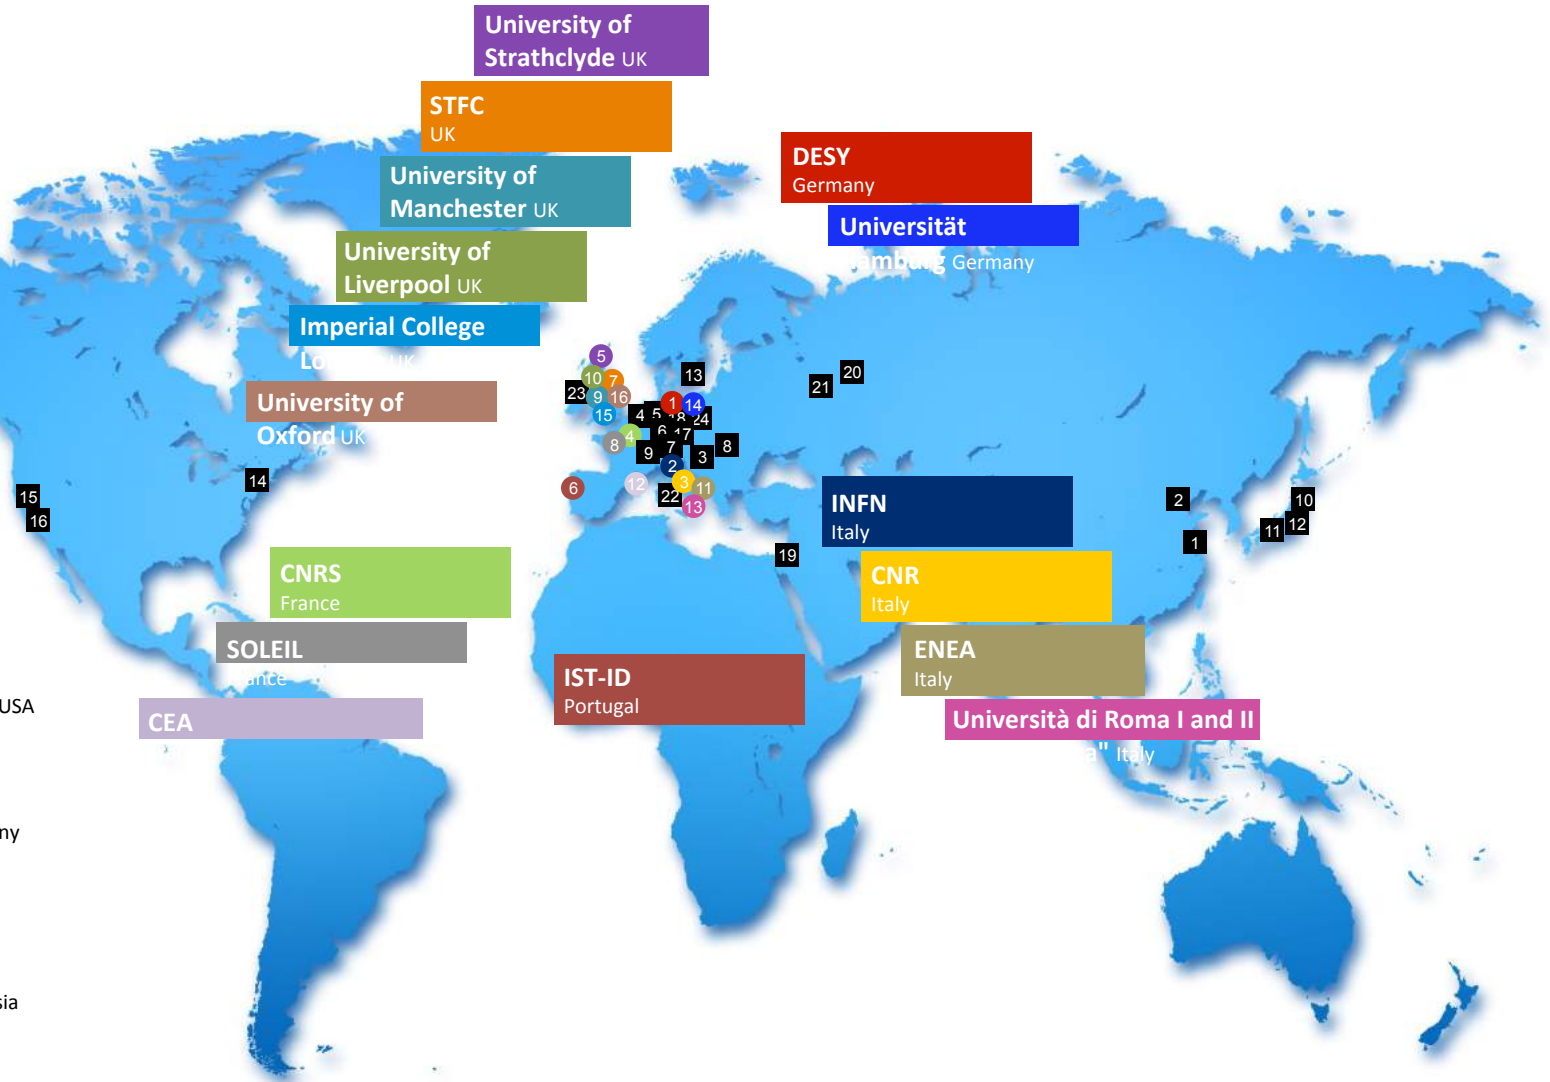 University of
Strathclyde UK
STFC
UK
University of
Manchester UK
University of
Liverpool UK
Imperial College
UK
University of
Oxford UK
DESY
Germany
Universität
Germany
5
10
7
23
9
16
15
13
1
14
4
5
18
24
6
17
4
8
9
7
3
8
2
12
3
11
6
22
13
20
21
19
14
15
16
2
1
10
11
12
INFN
Italy
CNR
Italy
ENEA
Italy
Università di Roma I and II
Italy
CNRS
France
SOLEIL
CEA
IST-ID
Portugal
USA